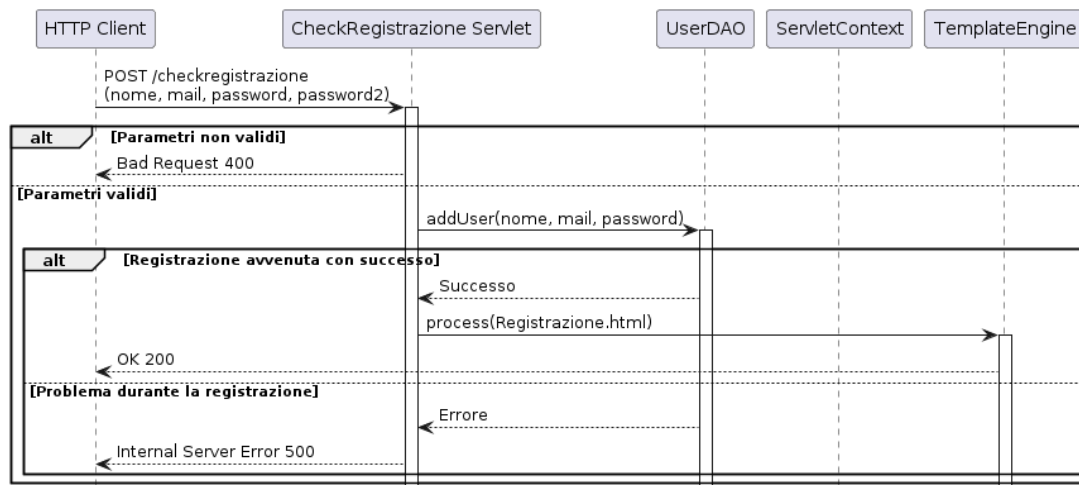 HTTP Client
CheckRegistrazione Servlet
UserDAO
ServletContext
TemplateEngine
POST /checkregistrazione
(nome, mail, password, password2)
alt
[Parametri non validi]
Bad Request 400
[Parametri validi]
addUser(nome, mail, password)
alt
[Registrazione avvenuta con successo]
Successo
process(Registrazione.html)
OK 200
[Problema durante la registrazione]
Errore
Internal Server Error 500